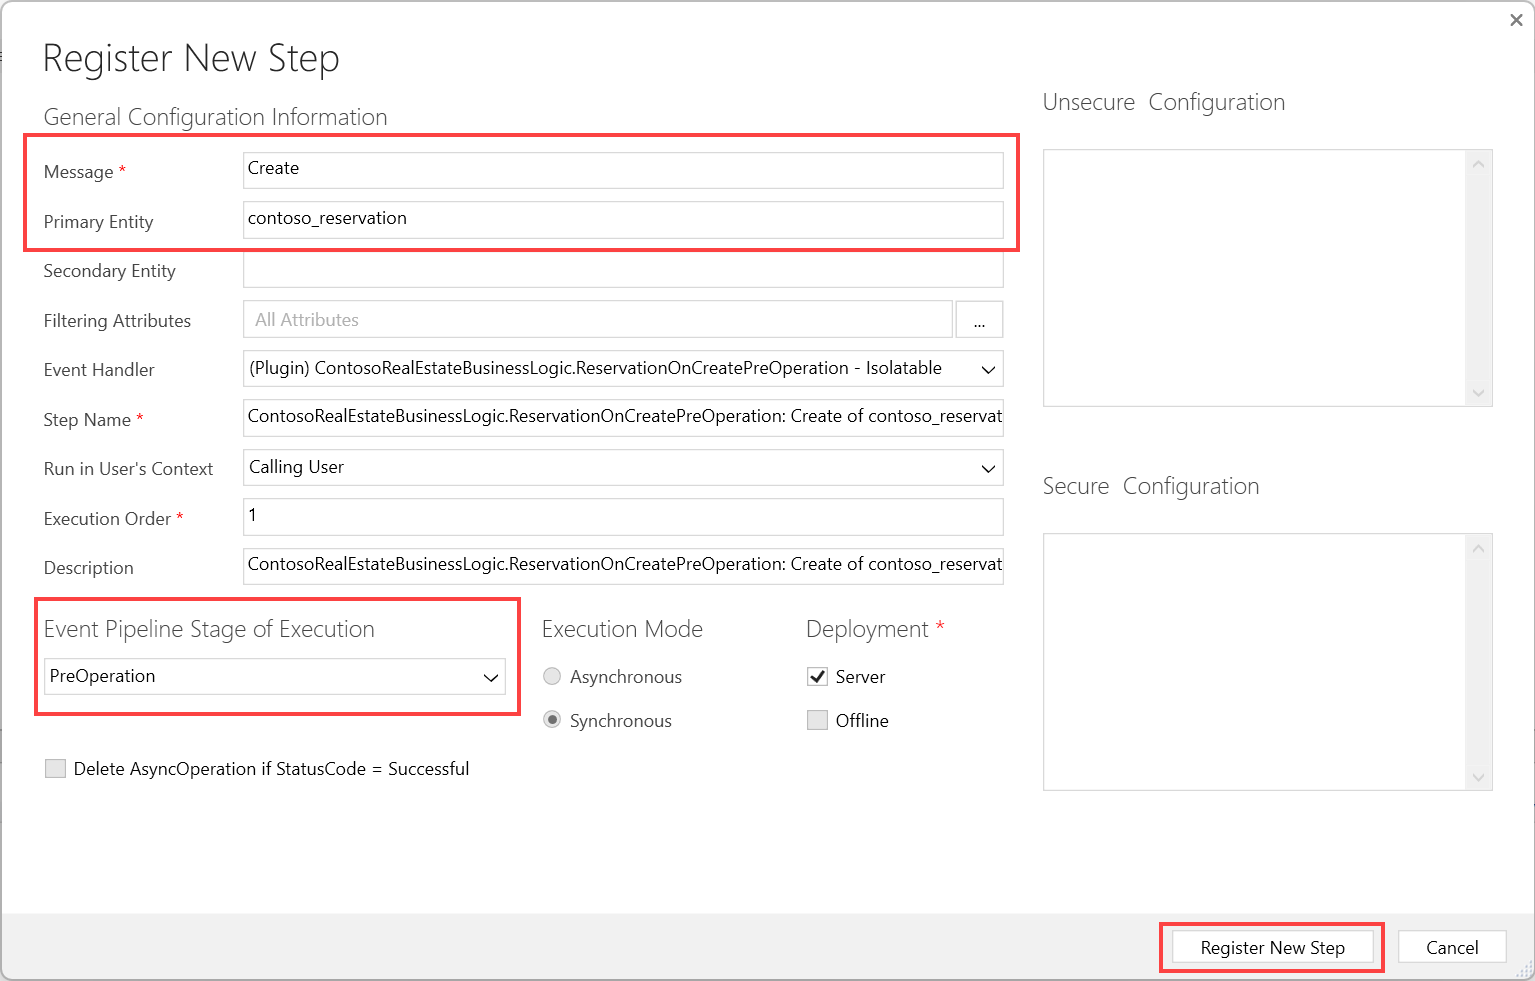 Register New Step
General Configuration Information
Message *
Create
Primary Entity
contoso_reservation
Secondary Entity
Filtering Attributes
All Attributes
...
Event Handler
(Plugin) ContosoRealEstateBusinessLogic.ReservationOnCreatePreOperation - Isolatable
Step Name *
ContosoRealEstateBusinessLogic.ReservationOnCreatePreOperation: Create of contoso_reservat
Run in User's Context
Calling User
Execution Order *
1
Description
ContosoRealEstateBusinessLogic.ReservationOnCreatePreOperation: Create of contoso_reservat
Event Pipeline Stage of Execution
PreOperation
Execution Mode
Asynchronous
Synchronous
Deployment *
Server
Offline
Delete AsyncOperation if StatusCode = Successful
Unsecure Configuration
Secure Configuration
Register New Step
Cancel